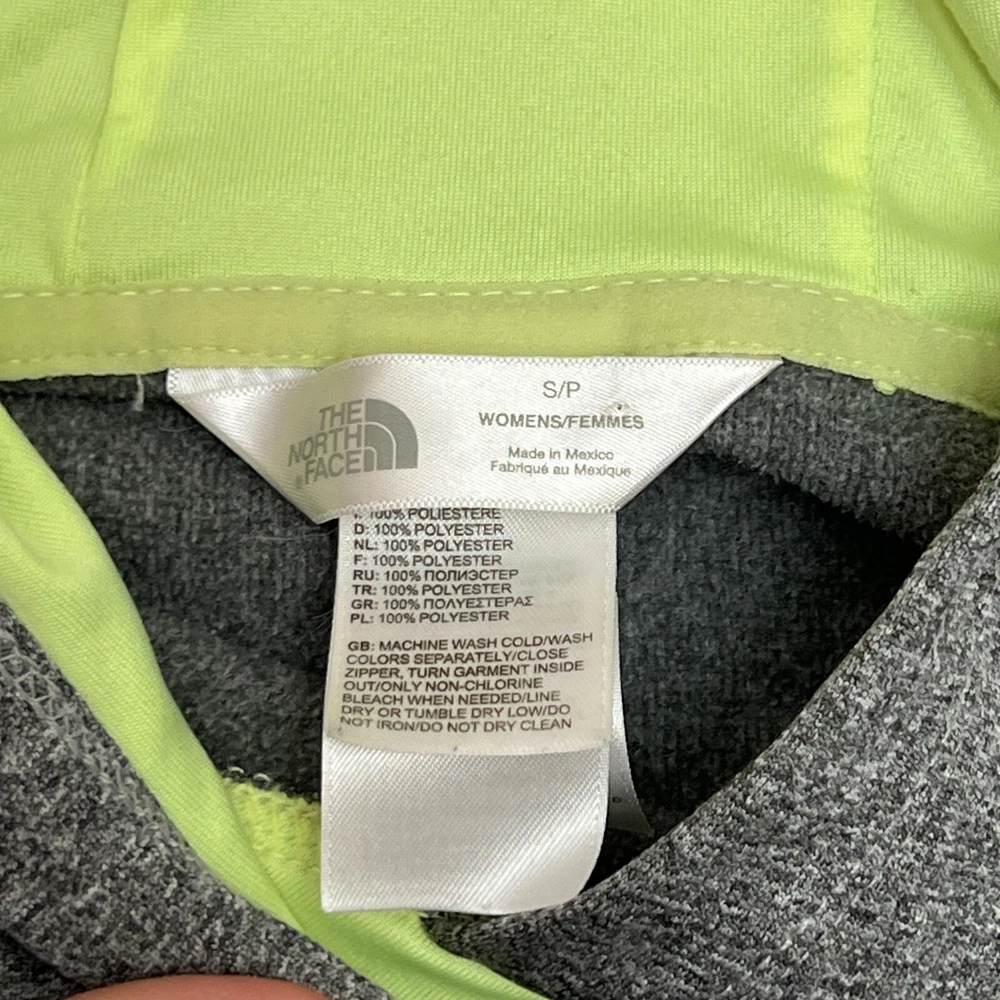 THE
NORTH
FACE
S/P
WOMENS/FEMMES
Made in Mexico
Fabriqué au Mexique
I: 100% POLIESTERE
D: 100% POLYESTER
NL: 100% POLYESTER
F: 100% POLYESTER
RU: 100% ПОЛИЭСТЕР
TR: 100% POLYESTER
GR: 100% ΠΟΛΥΕΣΤΕΡΑΣ
PL: 100% POLYESTER
GB: MACHINE WASH COLD/WASH
COLORS SEPARATELY/CLOSE
ZIPPER, TURN GARMENT INSIDE
OUT/ONLY NON-CHLORINE
BLEACH WHEN NEEDED/LINE
DRY OR TUMBLE DRY LOW/DO
NOT IRON/DO NOT DRY CLEAN